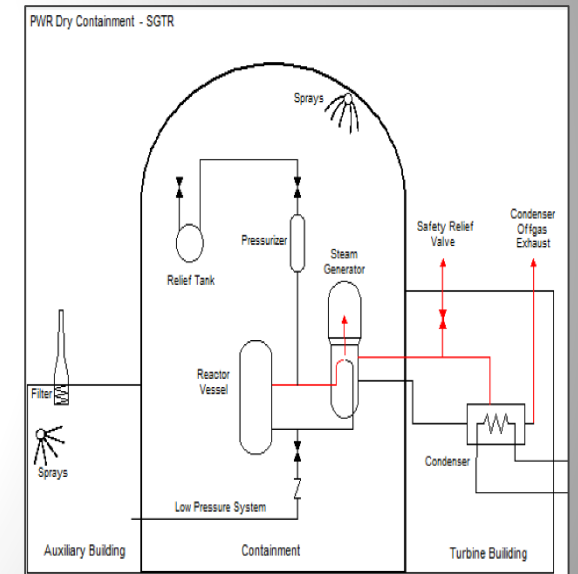 PWR Dry Containment - SGTR
Sprays
Safety Relief
Valve
Condenser
Offgas
Exhaust
Pressurizer
Steam
Generator
Relief Tank
Reactor
Vessel
Filter
Sprays
Condenser
Low Pressure System
Auxiliary Building
Containment
Turbine Builiding